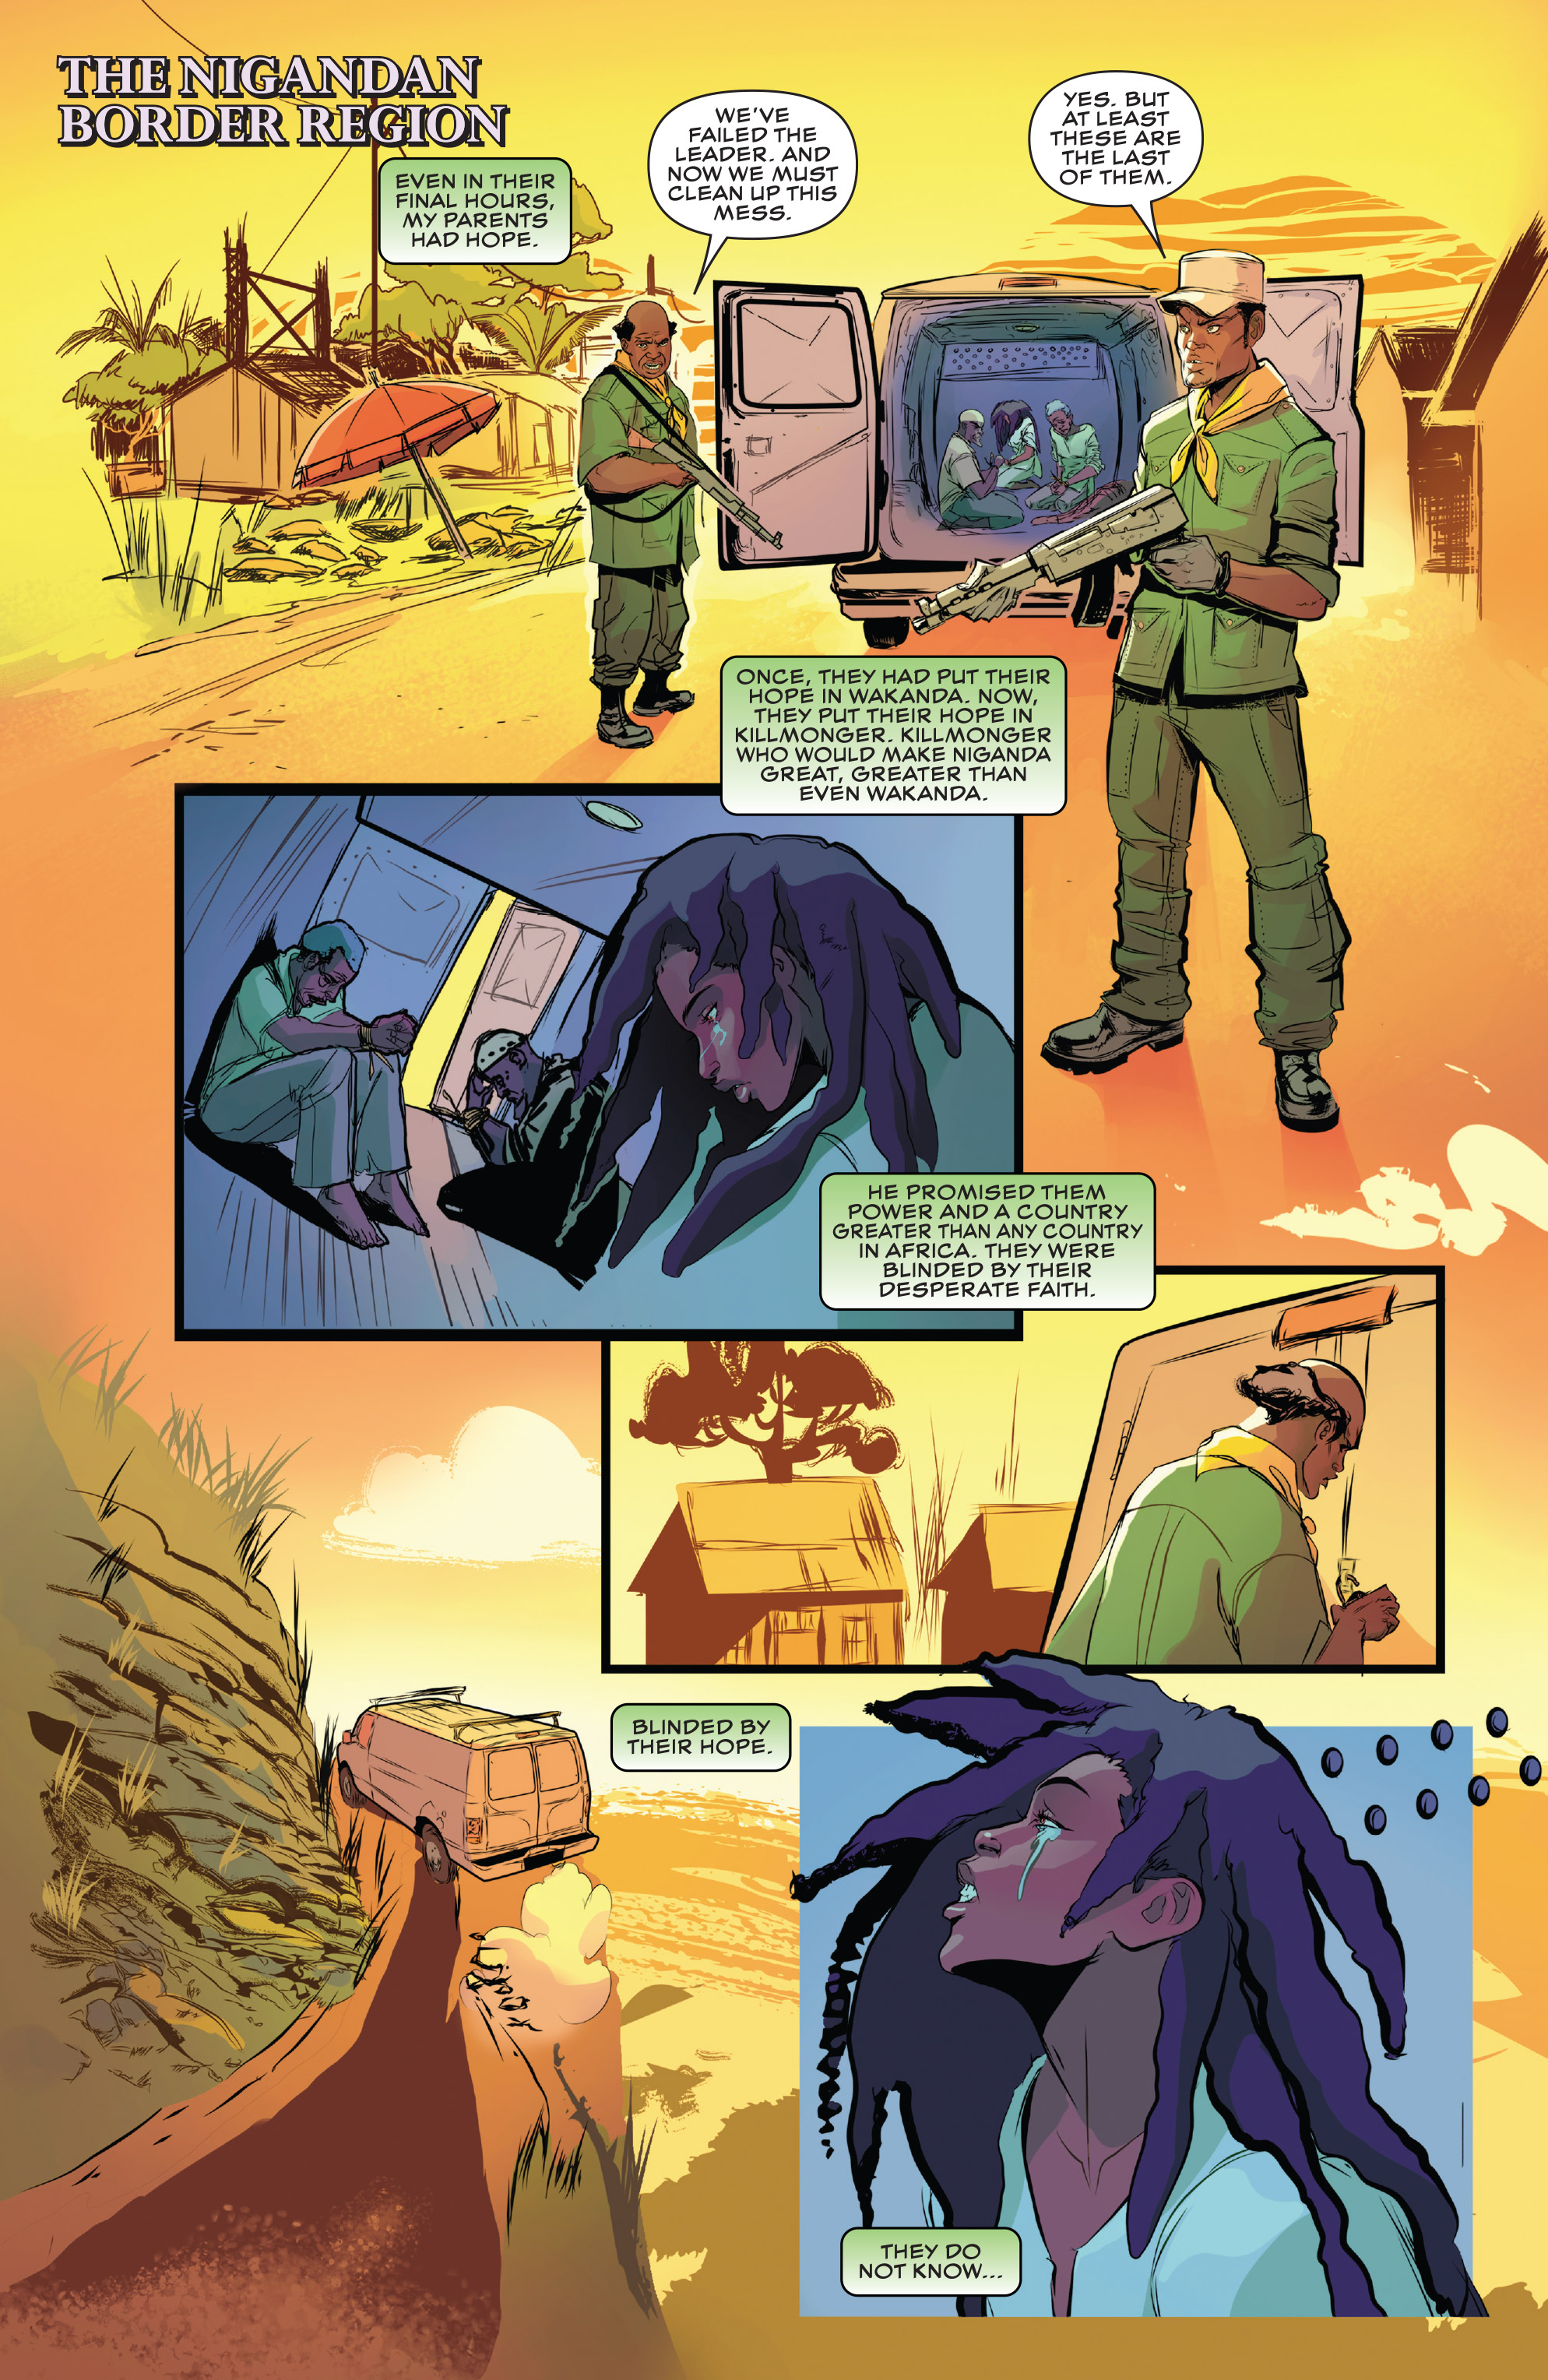 THE NIGANDAN
BORDER REGION
EVEN IN THEIR
FINAL HOURS,
MY PARENTS
HAD HOPE.
WE'VE
FAILED THE
LEADER. AND
NOW WE MUST
CLEAN UP THIS
MESS.
YES. BUT
AT LEAST
THESE ARE
THE LAST
OF THEM.
ONCE, THEY HAD PUT THEIR
HOPE IN WAKANDA. NOW,
THEY PUT THEIR HOPE IN
KILLMONGER. KILLMONGER
WHO WOULD MAKE NIGANDA
GREAT, GREATER THAN
EVEN WAKANDA.
HE PROMISED THEM
POWER AND A COUNTRY
GREATER THAN ANY COUNTRY
IN AFRICA. THEY WERE
BLINDED BY THEIR
DESPERATE FAITH.
BLINDED BY
THEIR HOPE.
THEY DO
NOT KNOW...